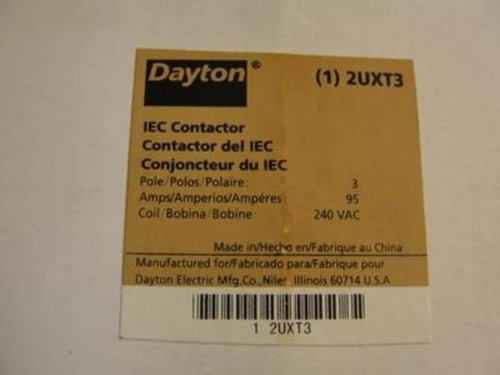 Dayton® (1) 2UXT3
IEC Contactor
Contactor del IEC
Conjoncteur du IEC
Pole/Polos/Polaire: 3
Amps/Amperios/Ampéres: 95
Coil/Bobina/Bobine: 240 VAC
Made in/Hecho en/Fabrique au China
Manufactured for/Fabricado para/Fabrique pour
Dayton Electric Mfg.Co.,Niles, Illinois 60714 U.S.A
1 2UXT3